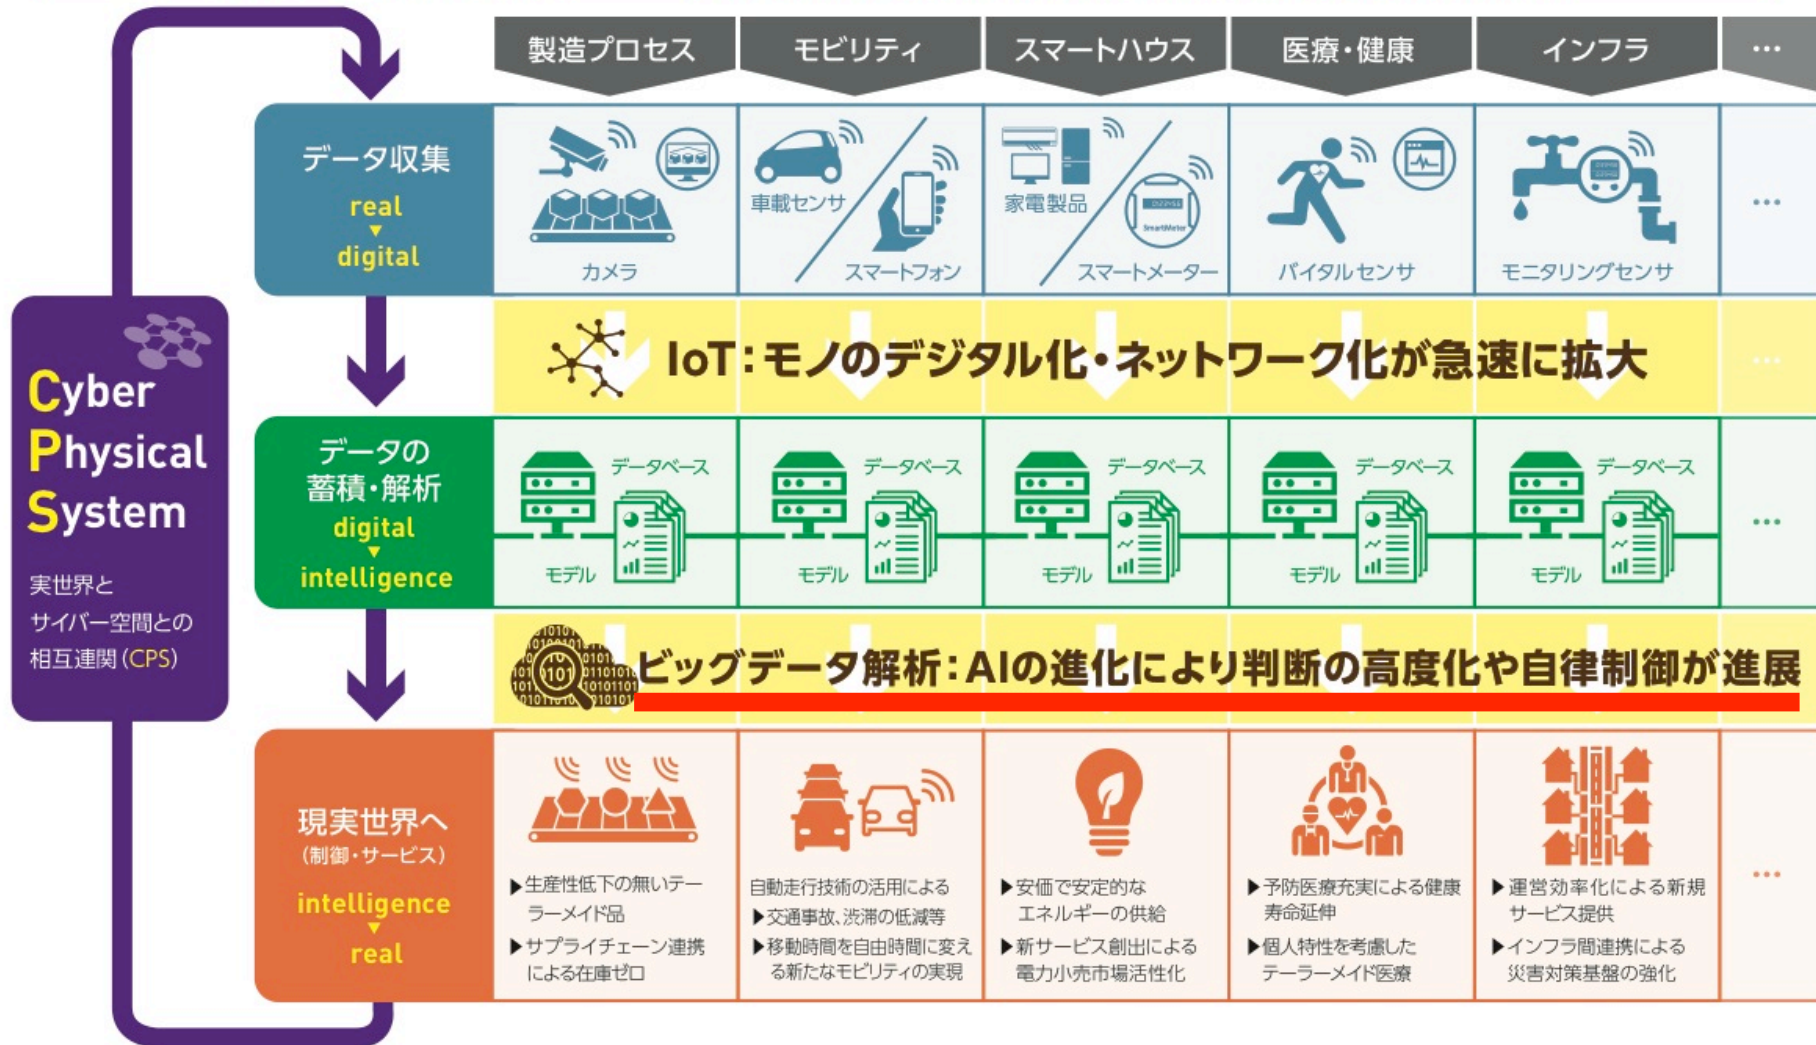 製造プロセス
モビリティ
スマートハウス
医療・健康
インフラ
…
Cyber
Physical
System
実世界と
サイバー空間との
相互連関(CPS)
データ収集
real
▼
digital
カメラ
車載センサ
スマートフォン
家電製品
SmartMeter
スマートメーター
バイタルセンサ
モニタリングセンサ
…
IoT:モノのデジタル化・ネットワーク化が急速に拡大
…
データの
蓄積・解析
digital
▼
intelligence
データベース
モデル
データベース
モデル
データベース
モデル
データベース
モデル
データベース
モデル
…
ビッグデータ解析:AIの進化により判断の高度化や自律制御が進展
現実世界へ
(制御・サービス)
intelligence
▼
real
▶生産性低下の無いテー
ラーメイド品
▶サプライチェーン連携
による在庫ゼロ
自動走行技術の活用による
▶交通事故、渋滞の低減等
▶移動時間を自由時間に変え
る新たなモビリティの実現
▶安価で安定的な
エネルギーの供給
▶新サービス創出による
電力小売市場活性化
▶予防医療充実による健康
寿命延伸
▶個人特性を考慮した
テーラーメイド医療
▶運営効率化による新規
サービス提供
▶インフラ間連携による
災害対策基盤の強化
…